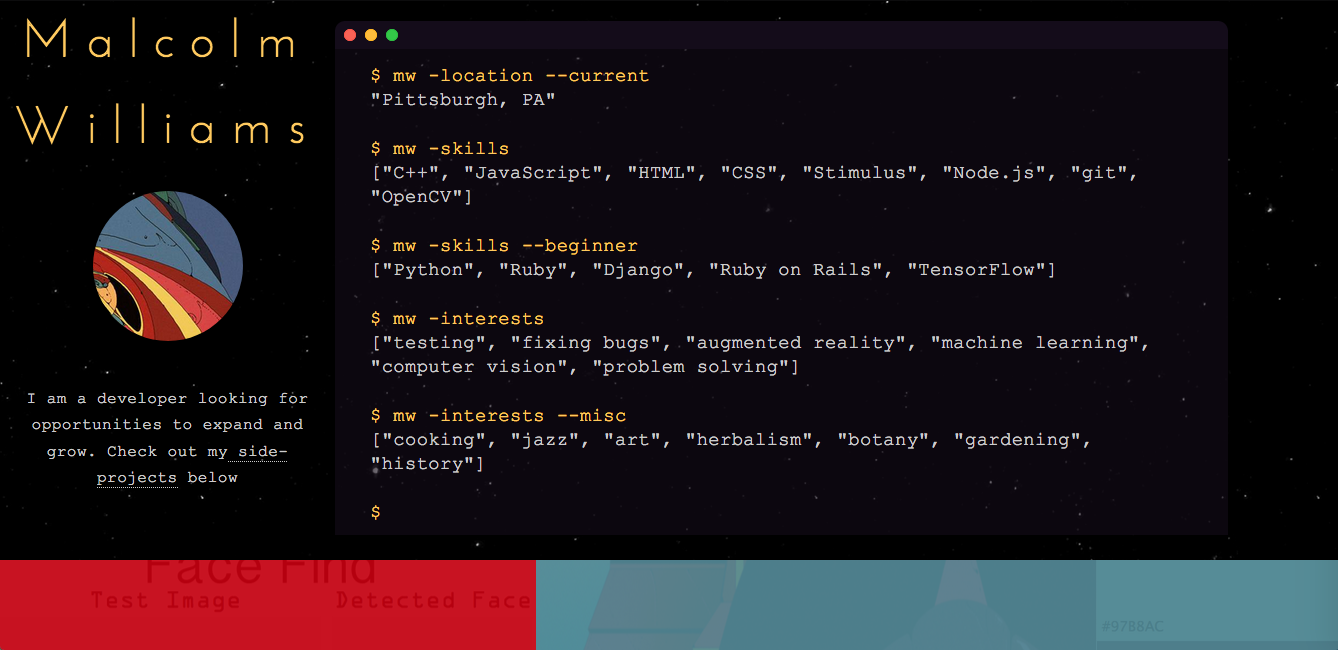 Malcolm
Williams
I am a developer looking for
opportunities to expand and
grow. Check out my side-
projects below
$ mw -location --current
"Pittsburgh, PA"
$ mw -skills
["C++", "JavaScript", "HTML", "CSS", "Stimulus", "Node.js", "git",
"OpenCV"]
$ mw -skills --beginner
["Python", "Ruby", "Django", "Ruby on Rails", "TensorFlow"]
$ mw -interests
["testing", "fixing bugs", "augmented reality", "machine learning",
"computer vision", "problem solving"]
$ mw -interests --misc
["cooking", "jazz", "art", "herbalism", "botany", "gardening",
"history"]
$
Face Find
Test Image Detected Face
#9788AC